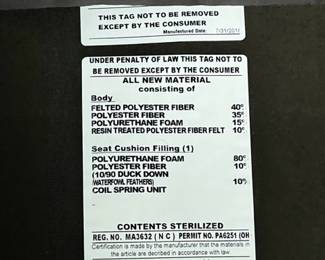 THIS TAG NOT TO BE REMOVED
EXCEPT BY THE CONSUMER
Manufactured Date: 7/31/201
UNDER PENALTY OF LAW THIS TAG NOT TO
BE REMOVED EXCEPT BY THE CONSUMER
ALL NEW MATERIAL
consisting of
Body
FELTED POLYESTER FIBER 40%
POLYESTER FIBER 35%
POLYURETHANE FOAM 15%
RESIN TREATED POLYESTER FIBER FELT 10%
Seat Cushion Filling (1)
POLYURETHANE FOAM 80%
POLYESTER FIBER 10%
(10/90 DUCK DOWN
(WATERFOWL FEATHERS) 10%
COIL SPRING UNIT
CONTENTS STERILIZED
REG. NO. MA3632 ( N C ) PERMIT NO. PA6251 (OH
Certification is made by the manufacturer that the materials in
the article are decribed in accordance with law